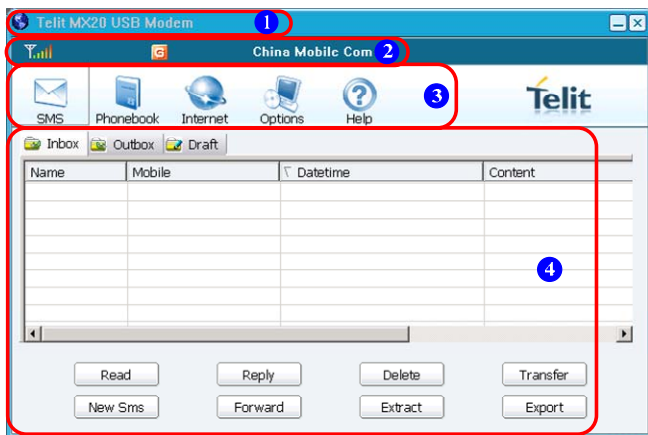 Telit MX20 USB Modem 1
G China Mobile Com 2
SMS Phonebook Internet Options Help 3 Telit
Inbox Outbox Draft
Name Mobile Datetime Content
4
Read Reply Delete Transfer
New Sms Forward Extract Export